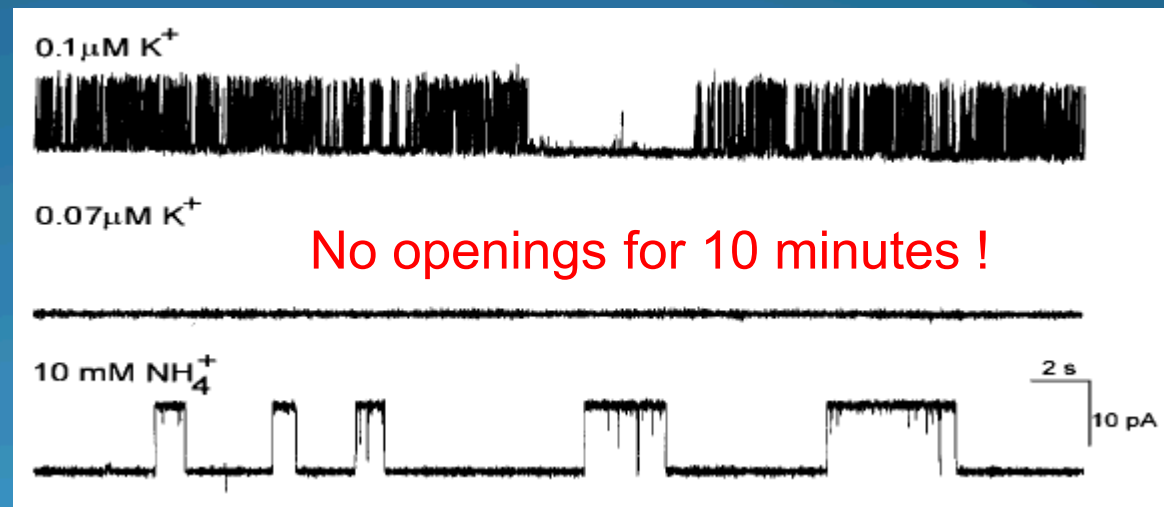 0.1μM K⁺
0.07μM K⁺
No openings for 10 minutes !
10 mM NH₄⁺
2 s
10 pA